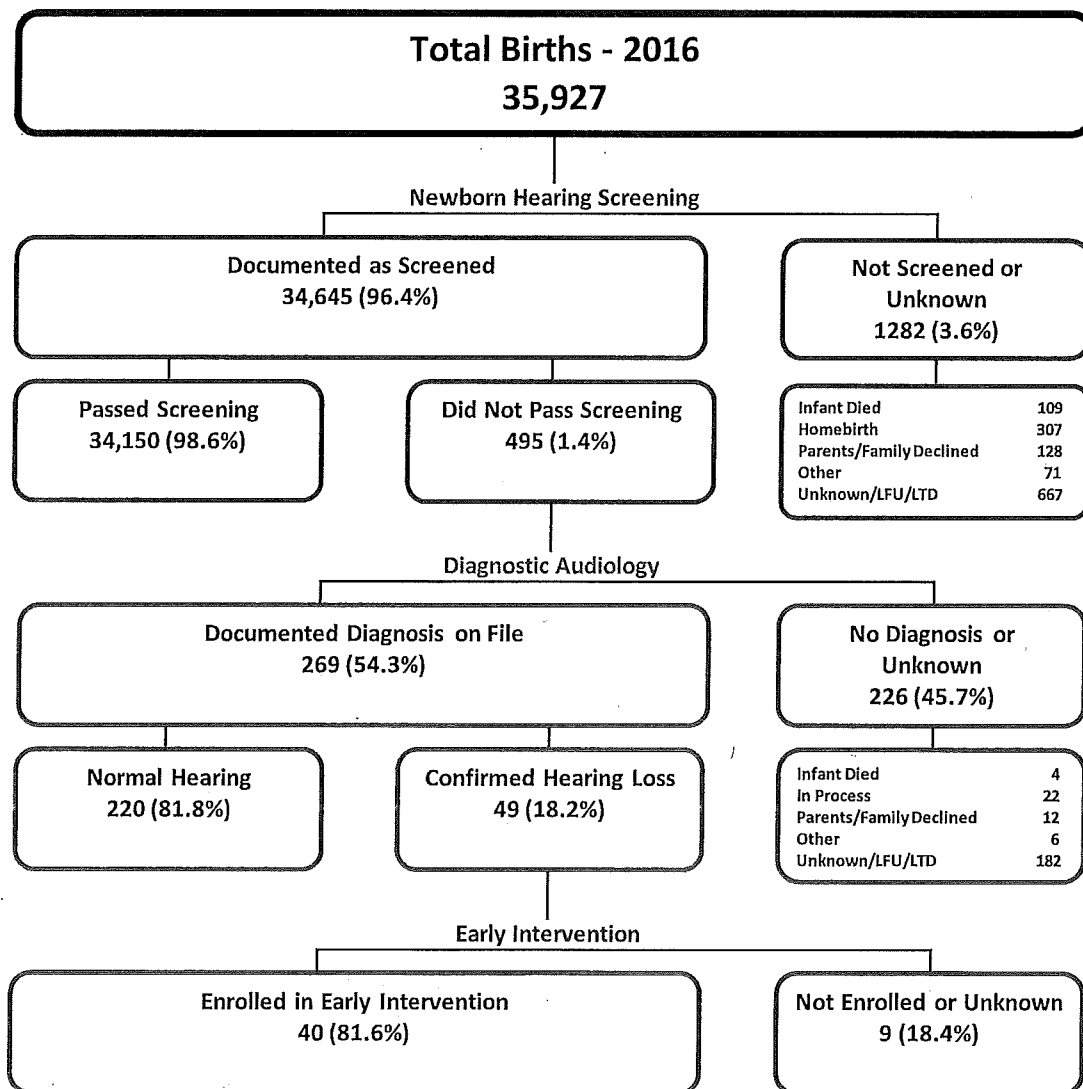 Total Births - 2016
35,927
Newborn Hearing Screening
Documented as Screened
34,645 (96.4%)
Not Screened or
Unknown
1282 (3.6%)
Passed Screening
34,150 (98.6%)
Did Not Pass Screening
495 (1.4%)
Infant Died 109
Homebirth 307
Parents/Family Declined 128
Other 71
Unknown/LFU/LTD 667
Diagnostic Audiology
Documented Diagnosis on File
269 (54.3%)
No Diagnosis or
Unknown
226 (45.7%)
Normal Hearing
220 (81.8%)
Confirmed Hearing Loss
49 (18.2%)
Infant Died 4
In Process 22
Parents/Family Declined 12
Other 6
Unknown/LFU/LTD 182
Early Intervention
Enrolled in Early Intervention
40 (81.6%)
Not Enrolled or Unknown
9 (18.4%)